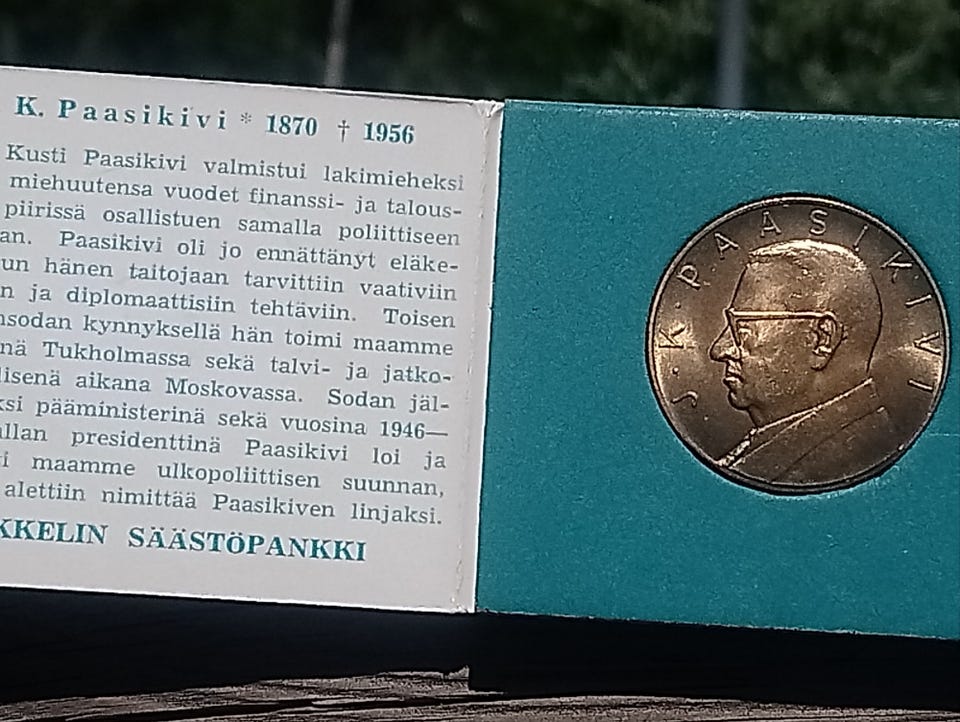 K. Paasikivi * 1870 † 1956
Kusti Paasikivi valmistui lakimieheksi
miehuutensa vuodet finanssi- ja talous-
piirissä osallistuen samalla poliittiseen
an. Paasikivi oli jo ennättänyt eläke-
un hänen taitojaan tarvittiin vaativiin
n ja diplomaattisiin tehtäviin. Toisen
nsodan kynnyksellä hän toimi maamme
nä Tukholmassa sekä talvi- ja jatko-
lisenä aikana Moskovassa. Sodan jäl-
ksi pääministerinä sekä vuosina 1946—
allan presidenttinä Paasikivi loi ja
i maamme ulkopoliittisen suunnan,
alettiin nimittää Paasikiven linjaksi.
KKELIN SÄÄSTÖPANKKI
J. K. PAASIKIVI